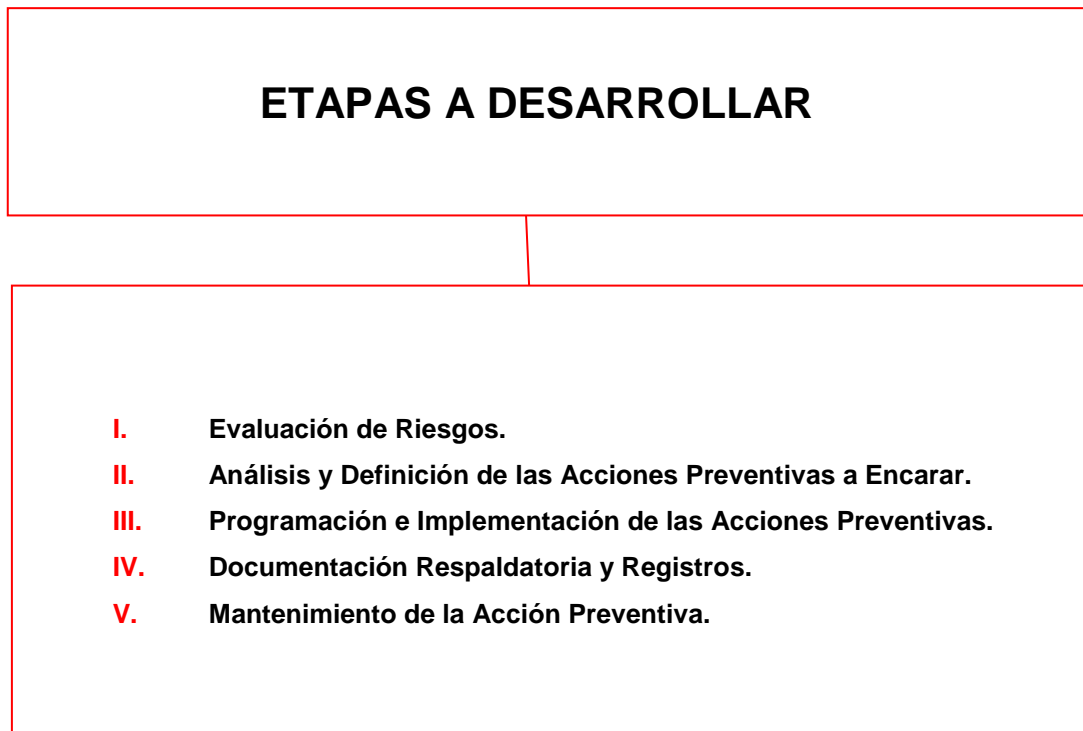 ETAPAS A DESARROLLAR
I. Evaluación de Riesgos.
II. Análisis y Definición de las Acciones Preventivas a Encarar.
III. Programación e Implementación de las Acciones Preventivas.
IV. Documentación Respaldatoria y Registros.
V. Mantenimiento de la Acción Preventiva.